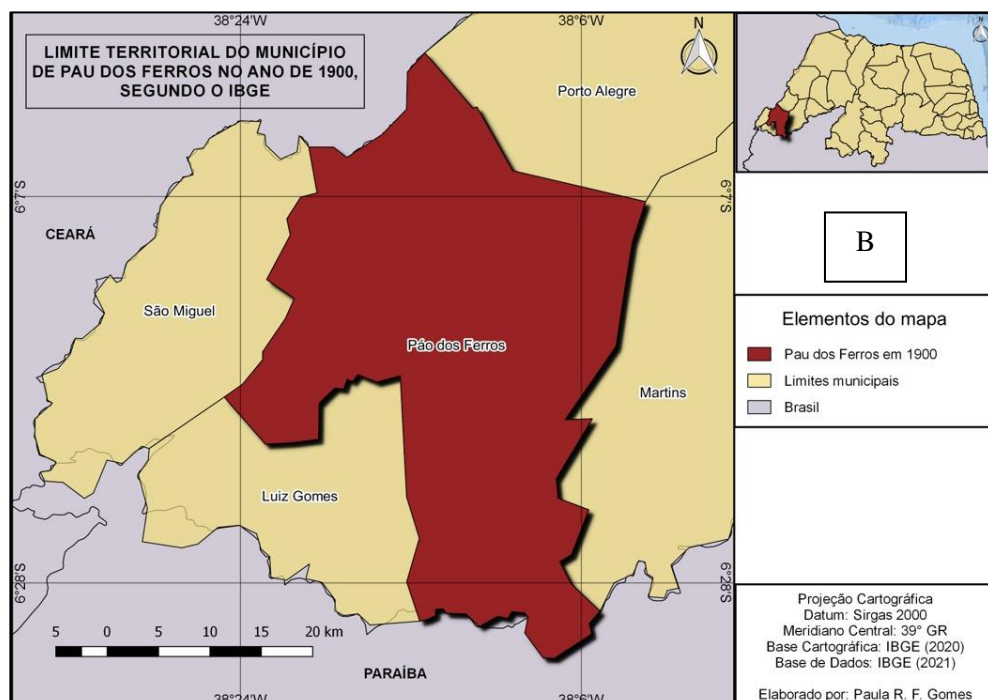 38°24'W
38°6'W
LIMITE TERRITORIAL DO MUNICÍPIO
DE PAU DOS FERROS NO ANO DE 1900,
SEGUNDO O IBGE
N
Porto Alegre
6°7'S
6°7'S
CEARÁ
São Miguel
Páo dos Ferros
Martins
Luiz Gomes
6°28'S
6°28'S
5 0 5 10 15 20 km
PARAÍBA
38°24'W
38°6'W
N
B
Elementos do mapa
Pau dos Ferros em 1900
Limites municipais
Brasil
Projeção Cartográfica
Datum: Sirgas 2000
Meridiano Central: 39° GR
Base Cartográfica: IBGE (2020)
Base de Dados: IBGE (2021)
Elaborado por: Paula R. F. Gomes